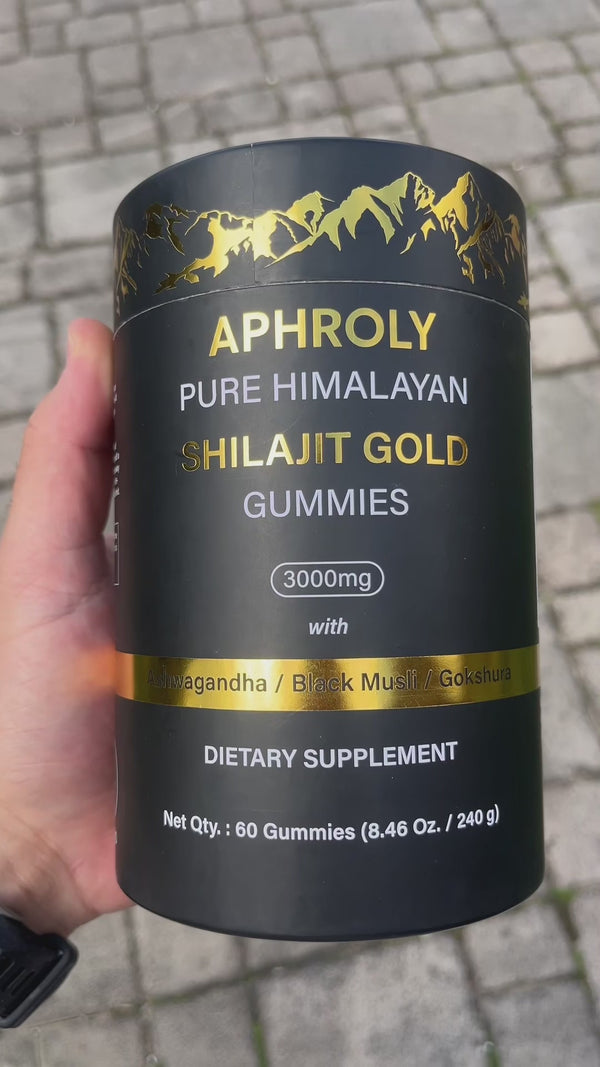 APHROLY
PURE HIMALAYAN
SHILAJIT GOLD
GUMMIES
3000mg
with
Ashwagandha / Black Musli / Gokshura
DIETARY SUPPLEMENT
Net Qty. : 60 Gummies (8.46 Oz. / 240 g)